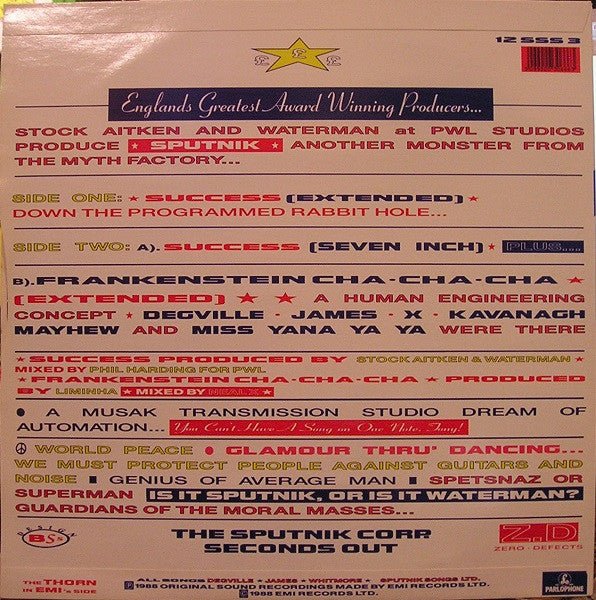 12 SSS 3
£ £ £
Englands Greatest Award Winning Producers...
STOCK AITKEN AND WATERMAN at PWL STUDIOS
PRODUCE ★ SPUTNIK ★ ANOTHER MONSTER FROM
THE MYTH FACTORY...
SIDE ONE: ★ SUCCESS (EXTENDED) ★
DOWN THE PROGRAMMED RABBIT HOLE...
SIDE TWO: A). SUCCESS (SEVEN INCH) ★ PLUS....
B). FRANKENSTEIN CHA-CHA-CHA
(EXTENDED) ★ ★ A HUMAN ENGINEERING
CONCEPT · DEGVILLE · JAMES · X · KAVANAGH
MAYHEW AND MISS YANA YA YA WERE THERE
★ SUCCESS PRODUCED BY STOCK AITKEN & WATERMAN ★
MIXED BY PHIL HARDING FOR PWL
★ FRANKENSTEIN CHA-CHA-CHA ★ PRODUCED
BY LIMINHA ★ MIXED BY NEAL X ★
● A MUSAK TRANSMISSION STUDIO DREAM OF
AUTOMATION... You Can't Have A Song on One Note, Tony!
☮ WORLD PEACE ● GLAMOUR THRU' DANCING...
WE MUST PROTECT PEOPLE AGAINST GUITARS AND
NOISE ● GENIUS OF AVERAGE MAN ● SPETSNAZ OR
SUPERMAN IS IT SPUTNIK, OR IS IT WATERMAN?
GUARDIANS OF THE MORAL MASSES...
DESIGN
BSs
THE SPUTNIK CORP.
SECONDS OUT
Z.D
ZERO · DEFECTS
THE THORN
IN EMI'S SIDE
ALL SONGS DEGVILLE ★ JAMES ★ WHITMORE ★ SPUTNIK SONGS LTD.
℗ 1988 ORIGINAL SOUND RECORDINGS MADE BY EMI RECORDS LTD.
© 1988 EMI RECORDS LTD.
PARLOPHONE